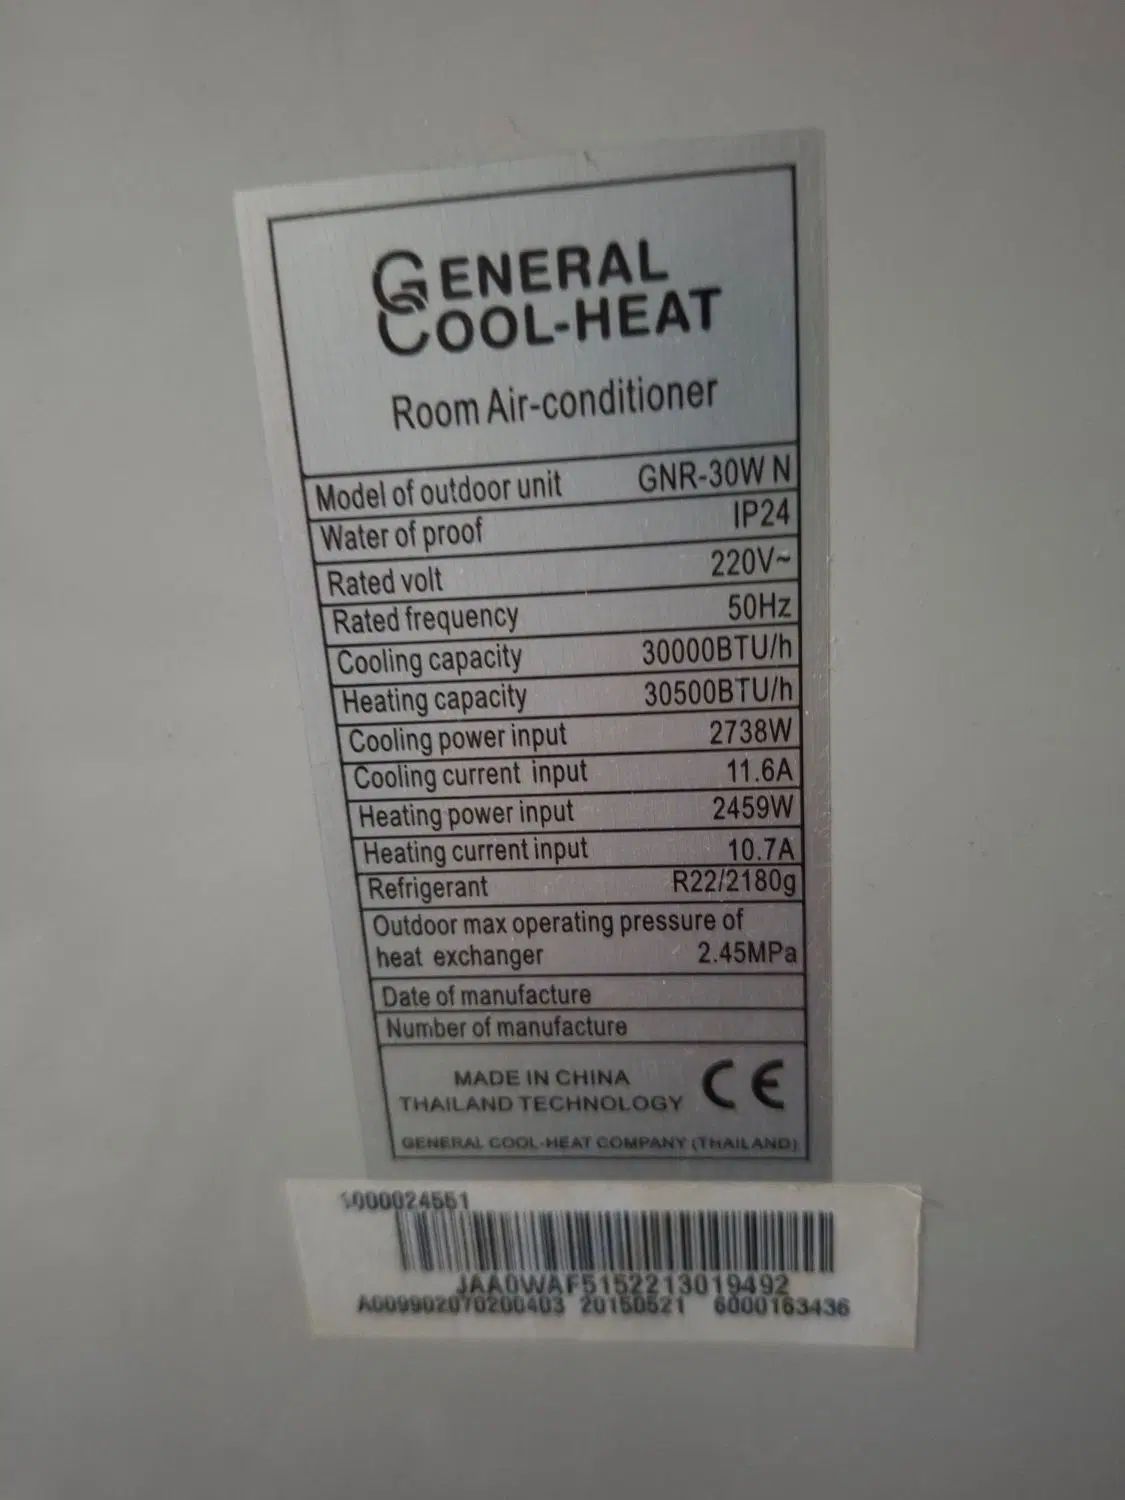 GENERAL
COOL-HEAT
Room Air-conditioner
Model of outdoor unit GNR-30W N
Water of proof IP24
Rated volt 220V~
Rated frequency 50Hz
Cooling capacity 30000BTU/h
Heating capacity 30500BTU/h
Cooling power input 2738W
Cooling current input 11.6A
Heating power input 2459W
Heating current input 10.7A
Refrigerant R22/2180g
Outdoor max operating pressure of
heat exchanger 2.45MPa
Date of manufacture
Number of manufacture
MADE IN CHINA
THAILAND TECHNOLOGY CE
GENERAL COOL-HEAT COMPANY (THAILAND)
JAA0WAF5152213019492
A009902070200403 20150521 6000163436